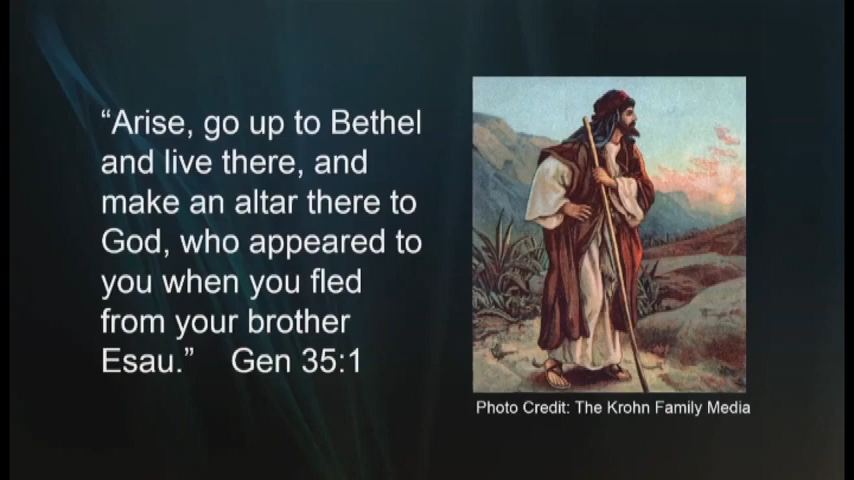 “Arise, go up to Bethel
and live there, and
make an altar there to
God, who appeared to
you when you fled
from your brother
Esau.” Gen 35:1
Photo Credit: The Krohn Family Media